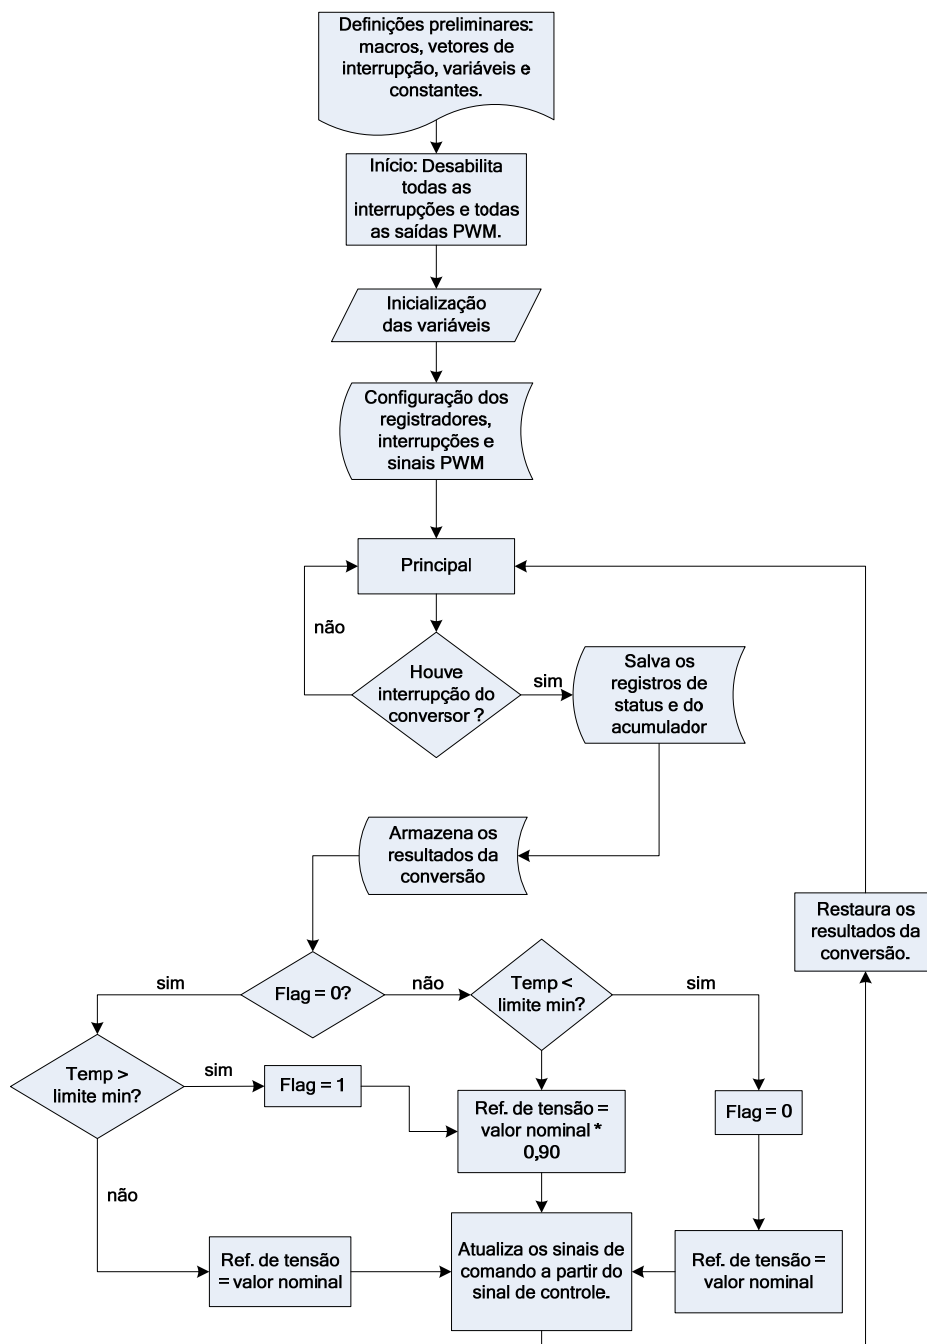 Definições preliminares:
macros, vetores de
interrupção, variáveis e
constantes.
Início: Desabilita
todas as
interrupções e todas
as saídas PWM.
Inicialização
das variáveis
Configuração dos
registradores,
interrupções e
sinais PWM
Principal
não
Houve
interrupção do
conversor ?
sim
Salva os
registros de
status e do
acumulador
Armazena os
resultados da
conversão
Restaura os
resultados da
conversão.
sim
Flag = 0?
não
Temp <
limite min?
sim
Temp >
limite min?
sim
Flag = 1
Ref. de tensão =
valor nominal *
0,90
Flag = 0
não
Ref. de tensão
= valor nominal
Atualiza os sinais de
comando a partir do
sinal de controle.
Ref. de tensão =
valor nominal